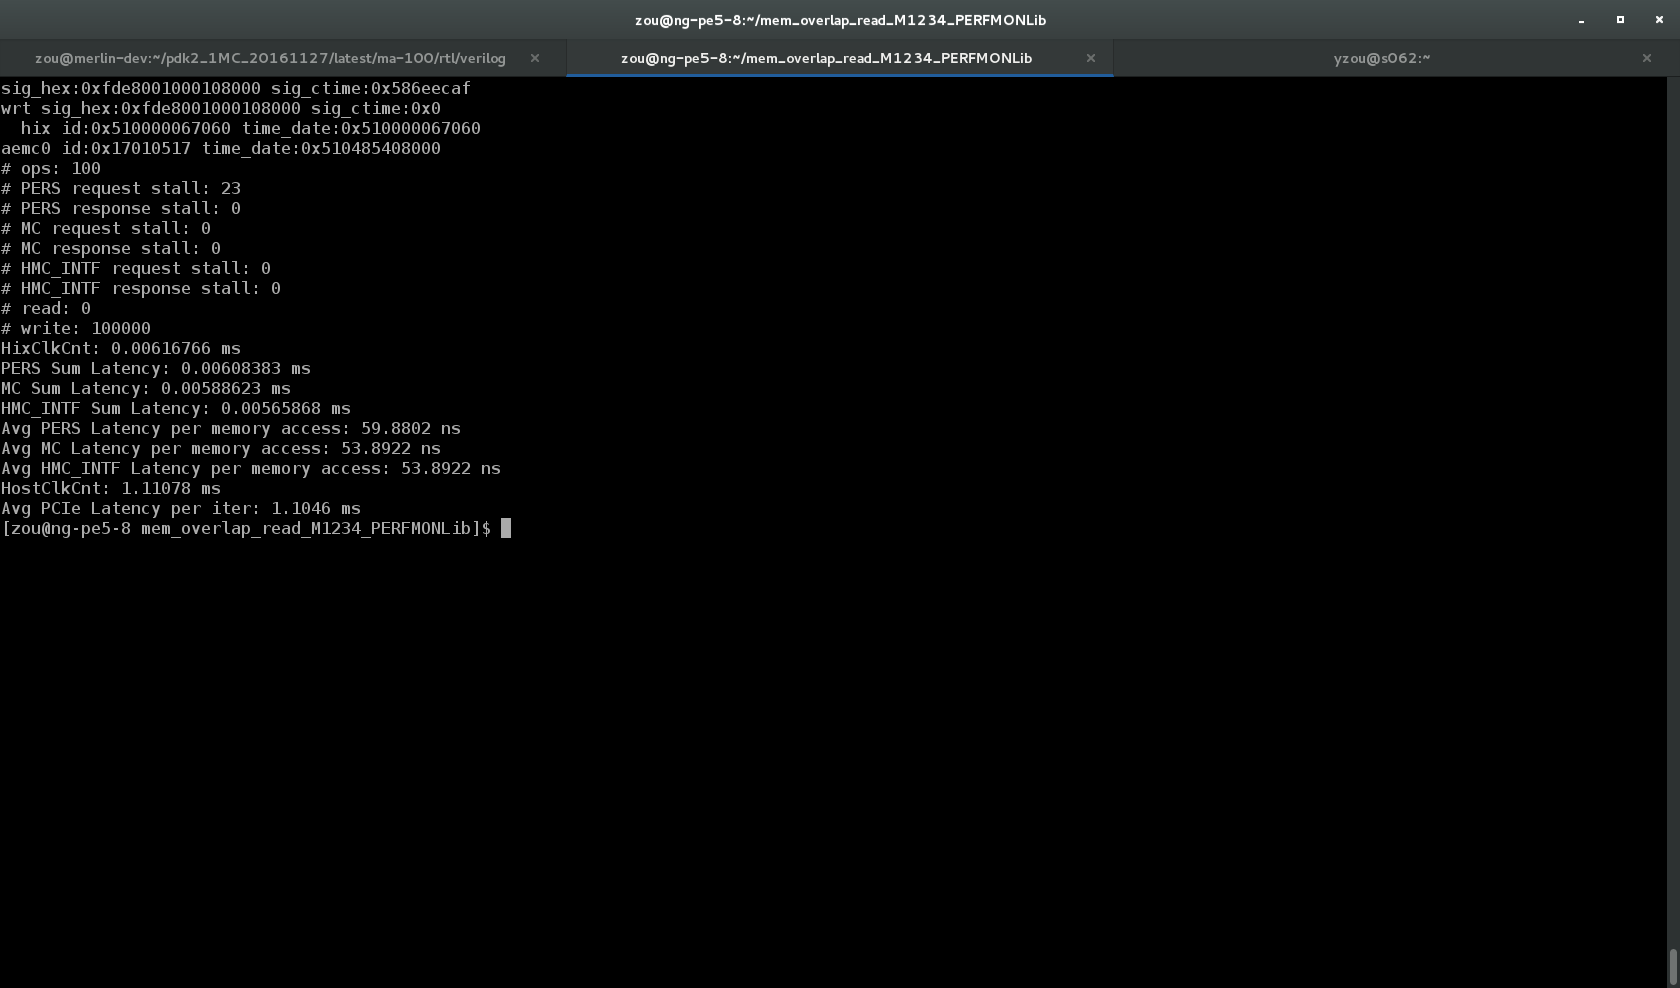 zou@ng-pe5-8:~/mem_overlap_read_M1234_PERFMONLib
zou@merlin-dev:~/pdk2_1MC_20161127/latest/ma-100/rtl/verilog
zou@ng-pe5-8:~/mem_overlap_read_M1234_PERFMONLib
yzou@s062:~
sig_hex:0xfde8001000108000 sig_ctime:0x586eecaf
wrt sig_hex:0xfde8001000108000 sig_ctime:0x0
  hix id:0x510000067060 time_date:0x510000067060
aemc0 id:0x17010517 time_date:0x510485408000
# ops: 100
# PERS request stall: 23
# PERS response stall: 0
# MC request stall: 0
# MC response stall: 0
# HMC_INTF request stall: 0
# HMC_INTF response stall: 0
# read: 0
# write: 100000
HixClkCnt: 0.00616766 ms
PERS Sum Latency: 0.00608383 ms
MC Sum Latency: 0.00588623 ms
HMC_INTF Sum Latency: 0.00565868 ms
Avg PERS Latency per memory access: 59.8802 ns
Avg MC Latency per memory access: 53.8922 ns
Avg HMC_INTF Latency per memory access: 53.8922 ns
HostClkCnt: 1.11078 ms
Avg PCIe Latency per iter: 1.1046 ms
[zou@ng-pe5-8 mem_overlap_read_M1234_PERFMONLib]$